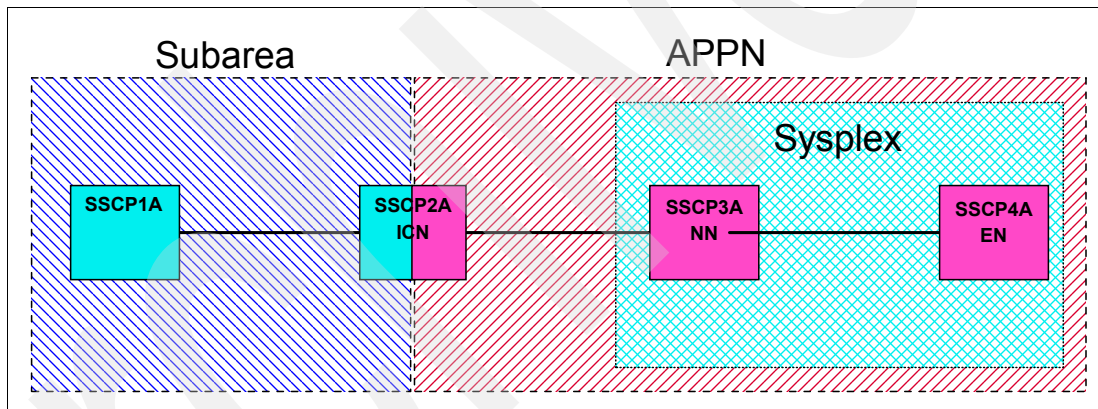 Subarea
APPN
Sysplex
SSCP1A
SSCP2A
ICN
SSCP3A
NN
SSCP4A
EN